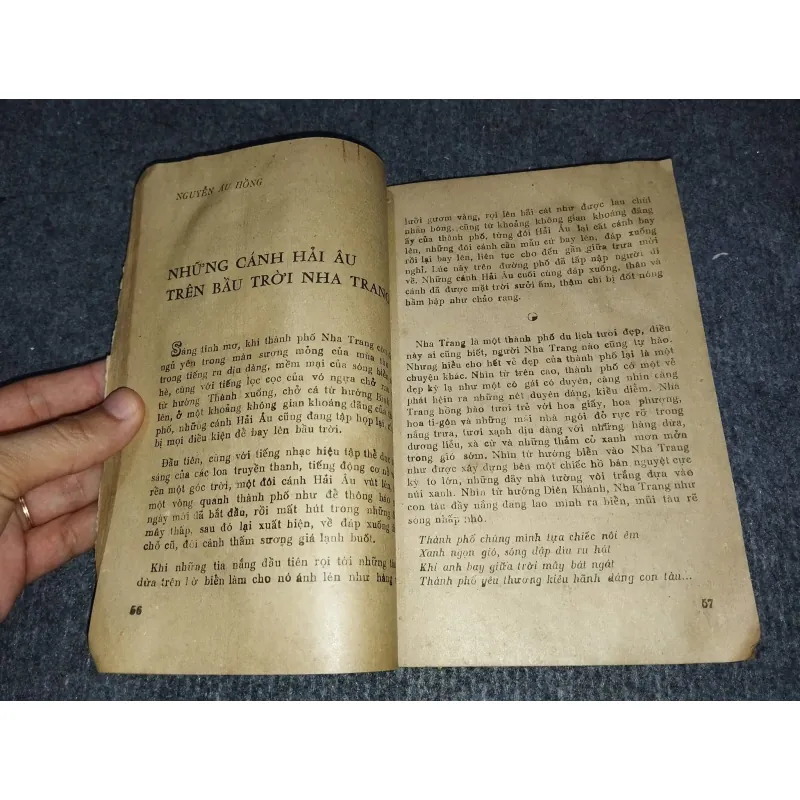 NGUYỄN ÂU HỒNG
NHỮNG CÁNH HẢI ÂU
TRÊN BẦU TRỜI NHA TRANG
Sáng tinh mơ, khi thành phố Nha Trang
ngủ yên trong màn sương mỏng của mùa
trong tiếng ru dịu dàng, mềm mại của sóng
hè, cùng với tiếng lọc cọc của vó ngựa chở
từ hướng Thành xuống, chở cá từ hướng
lên, ở một khoảng không gian khoáng đãng của
phố, những cánh Hải Âu cũng đang tập họp lại
bị mọi điều kiện để bay lên bầu trời.
Đầu tiên, cùng với tiếng nhạc hiệu tập thể dục
sáng của các loa truyền thanh, tiếng động cơ
rền một góc trời, một đôi cánh Hải Âu vút lên,
một vòng quanh thành phố như để thông báo
ngày mới đã bắt đầu, rồi mất hút trong những
mây thấp, sau đó lại xuất hiện, về đáp xuống
chỗ cũ, đôi cánh thấm sương giá lạnh buốt.
Khi những tia nắng đầu tiên rọi tới những
dừa trên bờ biển làm cho nó ánh lên như hàng
56
lưỡi gươm vàng, rọi lên bãi cát như được lau chùi
nhẵn bóng, cũng từ khoảng không gian khoáng đãng
ấy của thành phố, từng đôi Hải Âu lại cất cánh bay
lên, những đôi cánh cần mẫn cứ bay lên, đáp xuống
rồi lại bay lên, liên tục cho đến gần giữa trưa mới
nghỉ. Lúc này trên đường phố đã tấp nập người đi
về. Những cánh Hải Âu cuối cùng đáp xuống, thân và
cánh đã được mặt trời sưởi ấm, thậm chí bị đốt nóng
hầm hập như chảo rang.
Nha Trang là một thành phố du lịch tươi đẹp, điều
này ai cũng biết, người Nha Trang nào cũng tự hào.
Nhưng hiểu cho hết vẻ đẹp của thành phố lại là một
chuyện khác. Nhìn từ trên cao, thành phố có một vẻ
đẹp kỳ lạ như một cô gái có duyên, càng nhìn càng
phát hiện ra những nét duyên dáng, kiều diễm. Nha
Trang hồng hào tươi trẻ với hoa giấy, hoa phượng,
hoa ti-gôn và những mái nhà ngói đỏ rực rỡ trong
nắng trưa, tươi xanh dịu dàng với những hàng dừa,
dương liễu, xà cừ và những thảm cỏ xanh mơn mởn
trong gió sớm. Nhìn từ hướng biển vào Nha Trang
như được xây dựng bên một chiếc hồ bán nguyệt cực
kỳ to lớn, những dãy nhà tường vôi trắng dựa vào
núi xanh. Nhìn từ hướng Diên Khánh, Nha Trang như
con tàu đầy nắng đang lao mình ra biển, mũi tàu rẽ
sóng nhấp nhô.
Thành phố chúng mình tựa chiếc nôi êm
Xanh ngọn gió, sóng dập dìu ru hát
Khi anh bay giữa trời mây bát ngát
Thành phố yêu thương kiêu hãnh dáng con tàu...
57